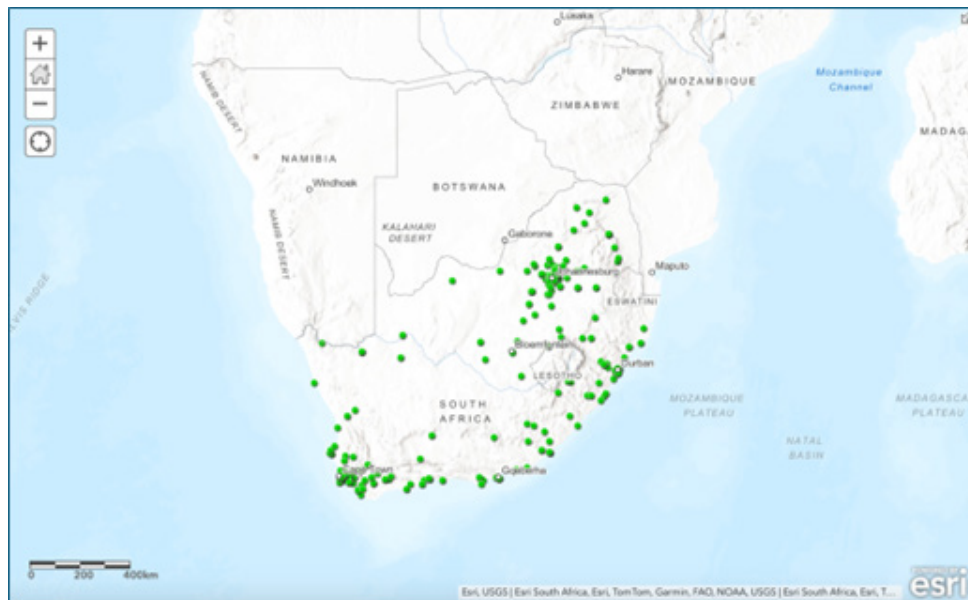 Lusaka
+
Harare
MOZAMBIQUE
Mozambique
Channel
−
NAMIB DESERT
ZIMBABWE
MADAGA
NAMIBIA
Windhoek
BOTSWANA
KALAHARI
DESERT
NAMIB DESERT
Gaborone
Johannesburg
Maputo
ESWATINI
Bloemfontein
Durban
LESOTHO
SOUTH
AFRICA
MOZAMBIQUE
PLATEAU
MADAGASCA
PLATEAU
NATAL
BASIN
Cape Town
Gqeberha
0 200 400km
Esri, USGS | Esri South Africa, Esri, TomTom, Garmin, FAO, NOAA, USGS | Esri South Africa, Esri, T...
esri